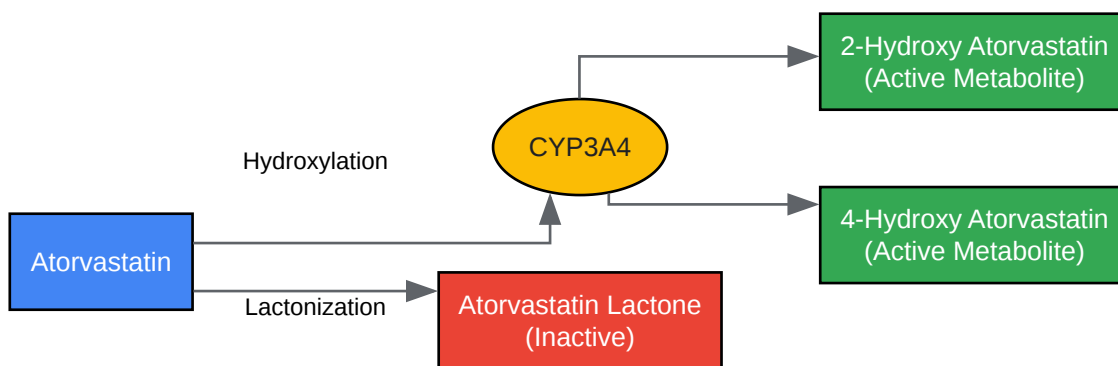 2-Hydroxy Atorvastatin
(Active Metabolite)
CYP3A4
Hydroxylation
4-Hydroxy Atorvastatin
(Active Metabolite)
Atorvastatin
Lactonization
Atorvastatin Lactone
(Inactive)